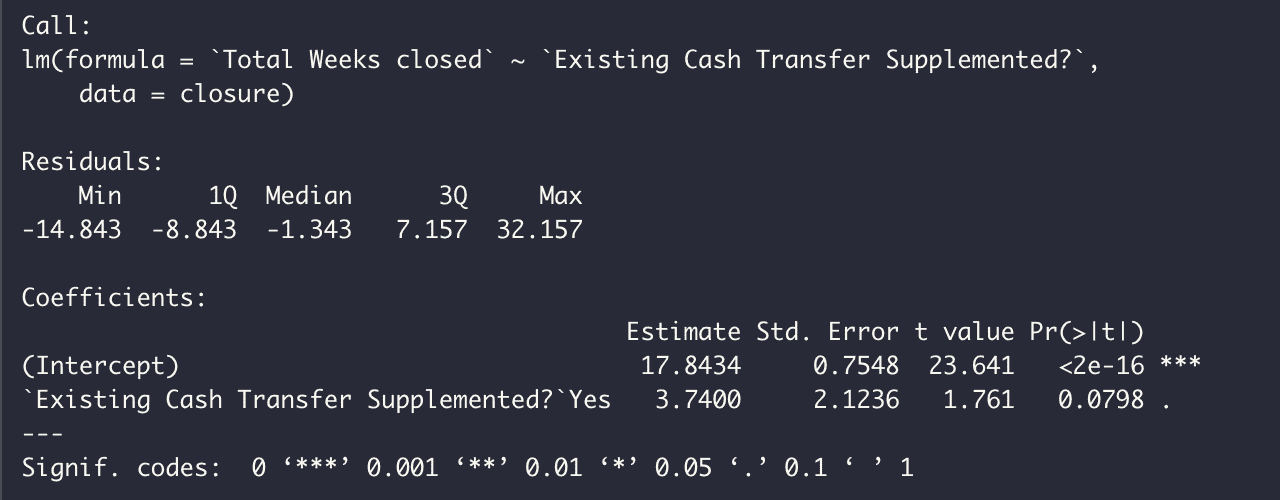 Call:
lm(formula = `Total Weeks closed` ~ `Existing Cash Transfer Supplemented?`,
    data = closure)

Residuals:
    Min      1Q  Median      3Q     Max
-14.843  -8.843  -1.343   7.157  32.157

Coefficients:
                                          Estimate Std. Error t value Pr(>|t|)
(Intercept)                                17.8434     0.7548  23.641   <2e-16 ***
`Existing Cash Transfer Supplemented?`Yes   3.7400     2.1236   1.761   0.0798 .
---
Signif. codes:  0 ‘***’ 0.001 ‘**’ 0.01 ‘*’ 0.05 ‘.’ 0.1 ‘ ’ 1